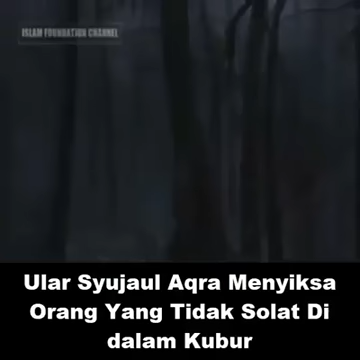 ISLAM FOUNDATION CHANNEL
Ular Syujaul Aqra Menyiksa
Orang Yang Tidak Solat Di
dalam Kubur